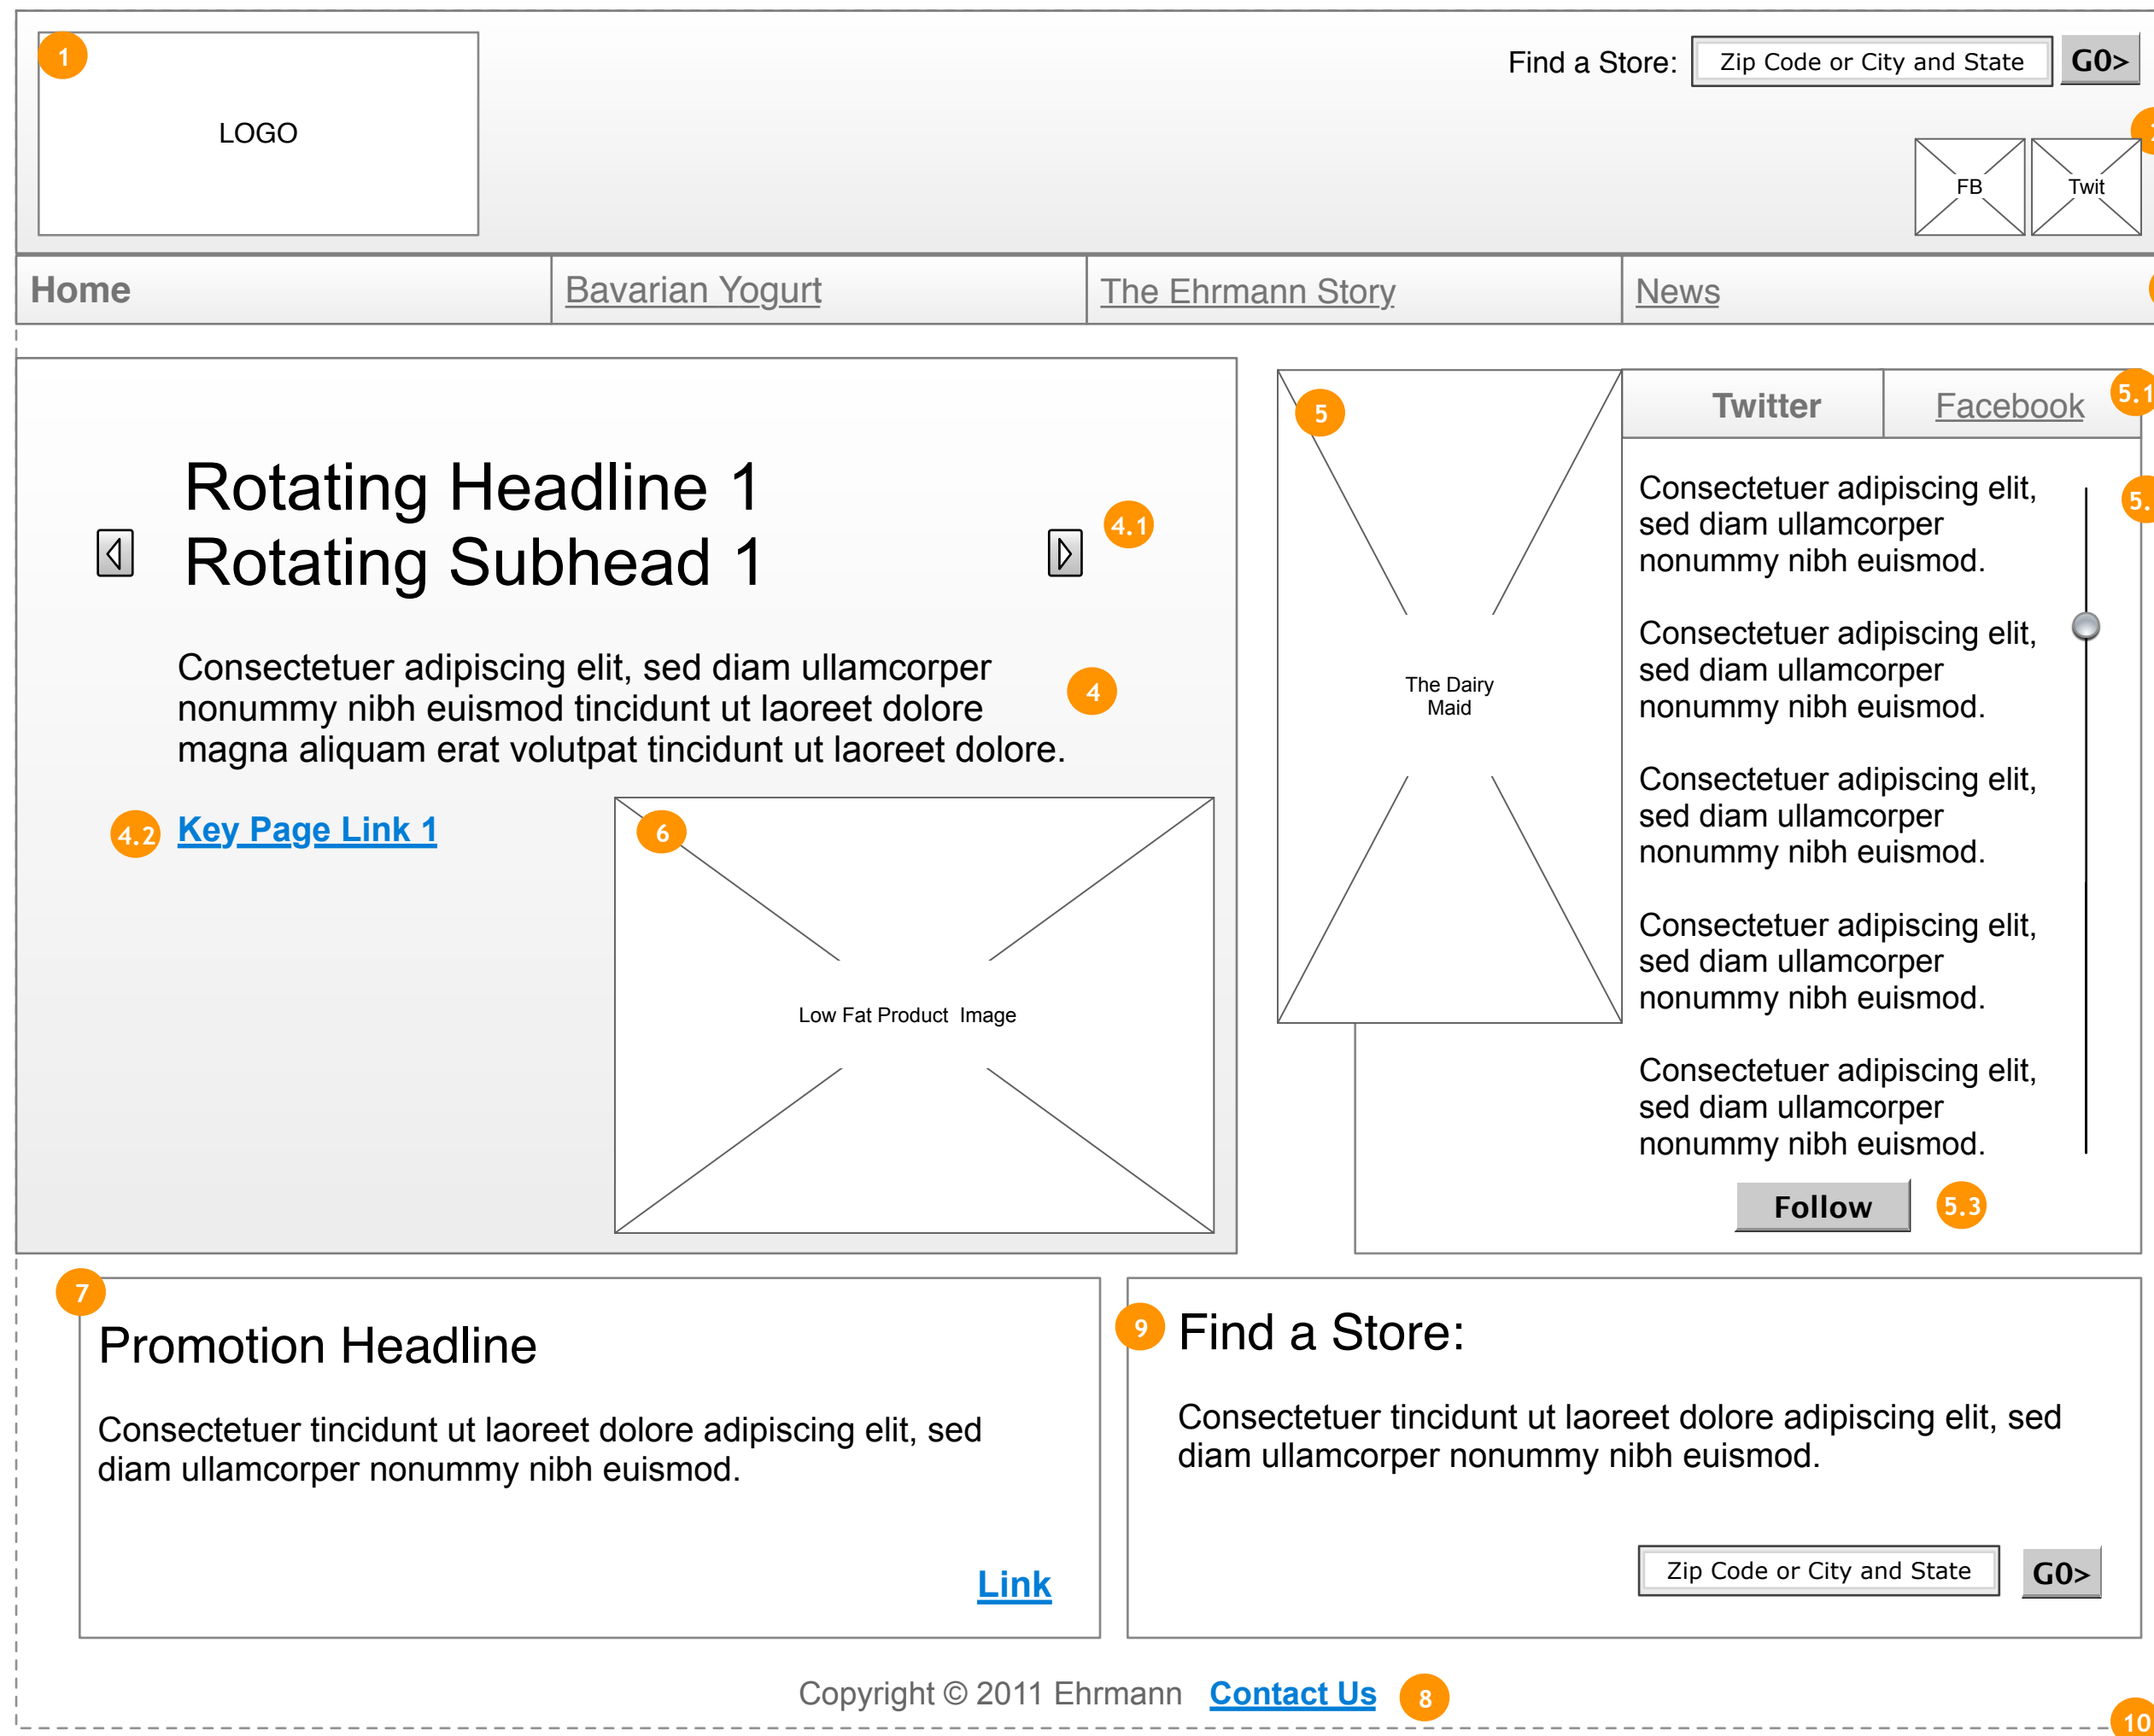 1
LOGO
Find a Store: Zip Code or City and State G0>
FB Twit
Home Bavarian Yogurt The Ehrmann Story News
5 Twitter Facebook 5.1
Rotating Headline 1
Rotating Subhead 1
4.1
Consectetuer adipiscing elit, sed diam ullamcorper
nonummy nibh euismod tincidunt ut laoreet dolore
magna aliquam erat volutpat tincidunt ut laoreet dolore.
4
4.2 Key Page Link 1
6
Low Fat Product Image
The Dairy
Maid
Consectetuer adipiscing elit,
sed diam ullamcorper
nonummy nibh euismod.
Consectetuer adipiscing elit,
sed diam ullamcorper
nonummy nibh euismod.
Consectetuer adipiscing elit,
sed diam ullamcorper
nonummy nibh euismod.
Consectetuer adipiscing elit,
sed diam ullamcorper
nonummy nibh euismod.
Consectetuer adipiscing elit,
sed diam ullamcorper
nonummy nibh euismod.
Follow 5.3
7
Promotion Headline
Consectetuer tincidunt ut laoreet dolore adipiscing elit, sed
diam ullamcorper nonummy nibh euismod.
Link
9 Find a Store:
Consectetuer tincidunt ut laoreet dolore adipiscing elit, sed
diam ullamcorper nonummy nibh euismod.
Zip Code or City and State G0>
Copyright © 2011 Ehrmann Contact Us 8
10